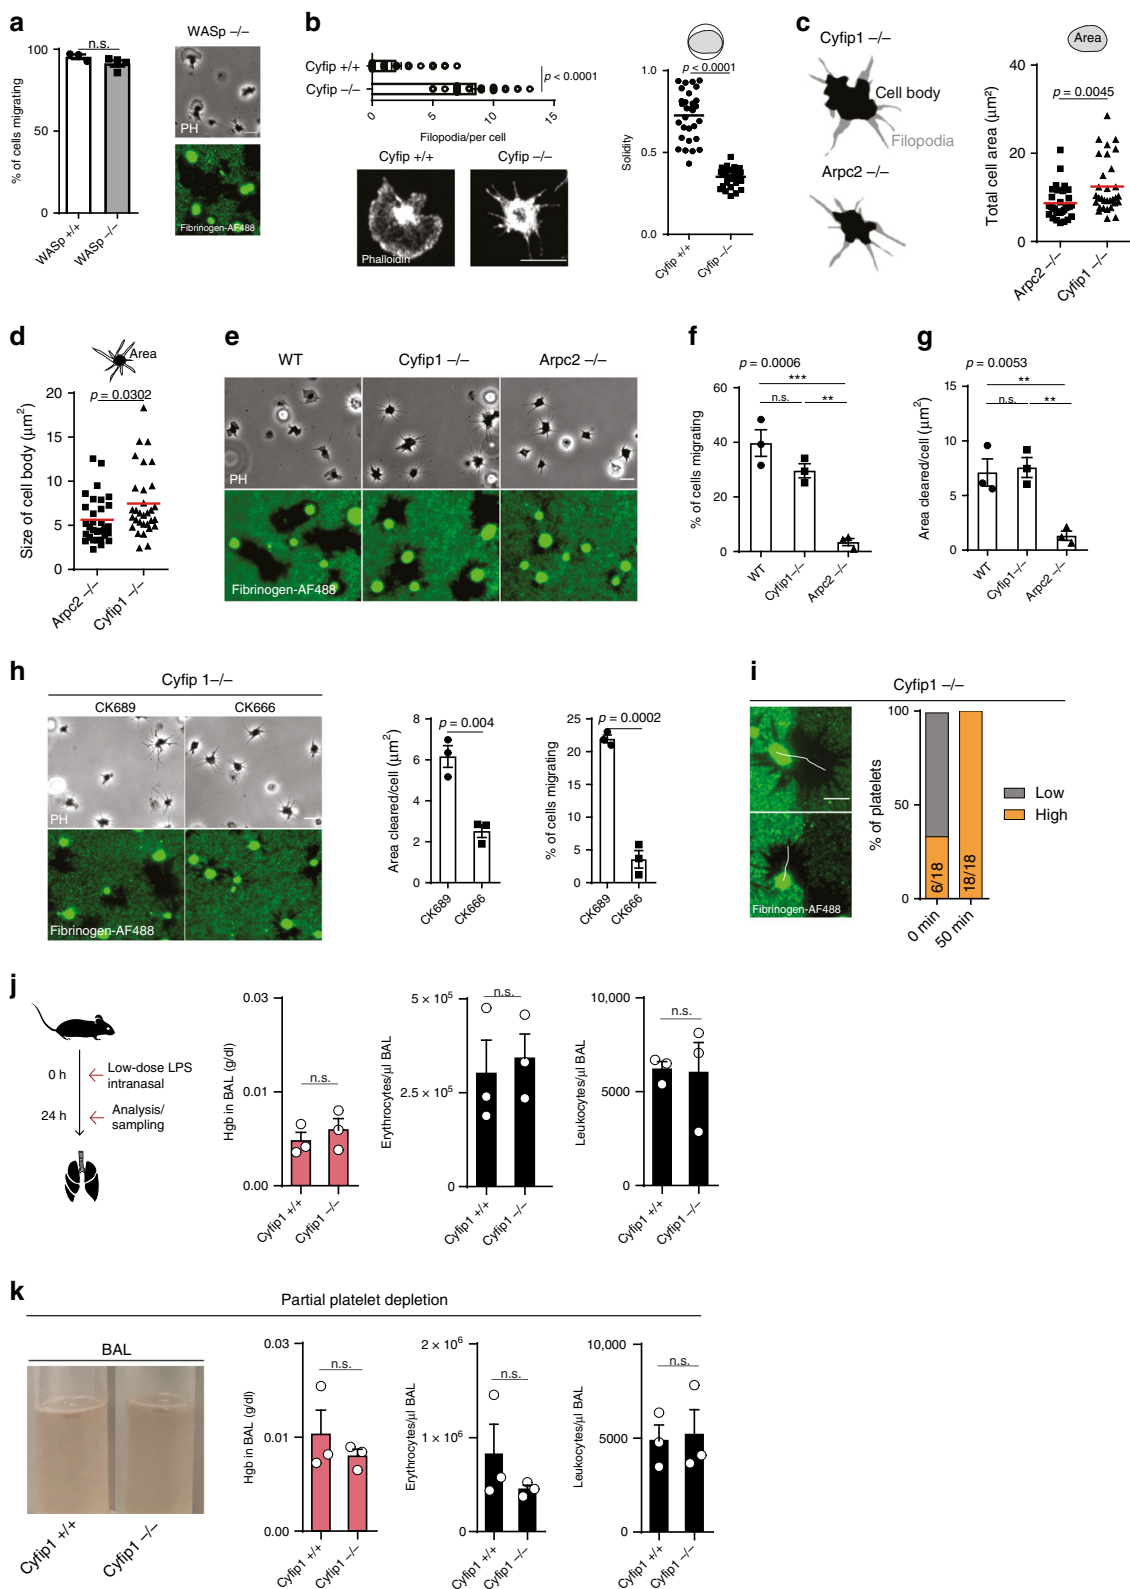 a
WASp –/–
n.s.
100
50
0
% of cells migrating
WASp +/+
WASp –/–
PH
Fibrinogen-AF488
b
Cyfip +/+
Cyfip –/–
p < 0.0001
0
5
10
15
Filopodia/per cell
Cyfip +/+
Cyfip –/–
Phalloidin
p < 0.0001
1.0
0.5
0.0
Solidity
Cyfip +/+
Cyfip –/–
c
Cyfip1 –/–
Cell body
Filopodia
Arpc2 –/–
Area
40
20
0
p = 0.0045
Total cell area (µm²)
Arpc2 –/–
Cyfip1 –/–
d
Area
20
15
10
5
0
p = 0.0302
Size of cell body (µm²)
Arpc2 –/–
Cyfip1 –/–
e
WT
Cyfip1 –/–
Arpc2 –/–
PH
Fibrinogen-AF488
f
p = 0.0006
***
n.s.
**
60
40
20
0
% of cells migrating
WT
Cyfip1–/–
Arpc2 –/–
g
p = 0.0053
**
n.s.
**
15
10
5
0
Area cleared/cell (µm²)
WT
Cyfip1 –/–
Arpc2 –/–
h
Cyfip 1–/–
CK689
CK666
PH
Fibrinogen-AF488
p = 0.004
8
6
4
2
0
Area cleared/cell (µm²)
CK689
CK666
p = 0.0002
25
20
15
10
5
0
% of cells migrating
CK689
CK666
i
Cyfip1 –/–
Fibrinogen-AF488
100
50
0
% of platelets
6/18
18/18
0 min
50 min
Low
High
j
0 h
Low-dose LPS
intranasal
24 h
Analysis/
sampling
0.03
0.01
0.00
n.s.
Hgb in BAL (g/dl)
Cyfip1 +/+
Cyfip1 –/–
5 × 10⁵
2.5 × 10⁵
0
n.s.
Erythrocytes/µl BAL
Cyfip1 +/+
Cyfip1 –/–
10,000
5000
0
n.s.
Leukocytes/µl BAL
Cyfip1 +/+
Cyfip1 –/–
k
Partial platelet depletion
BAL
Cyfip1 +/+
Cyfip1 –/–
0.03
0.01
0.00
n.s.
Hgb in BAL (g/dl)
Cyfip1 +/+
Cyfip1 –/–
2 × 10⁶
1 × 10⁶
0
n.s.
Erythrocytes/µl BAL
Cyfip1 +/+
Cyfip1 –/–
10,000
5000
0
n.s.
Leukocytes/µl BAL
Cyfip1 +/+
Cyfip1 –/–